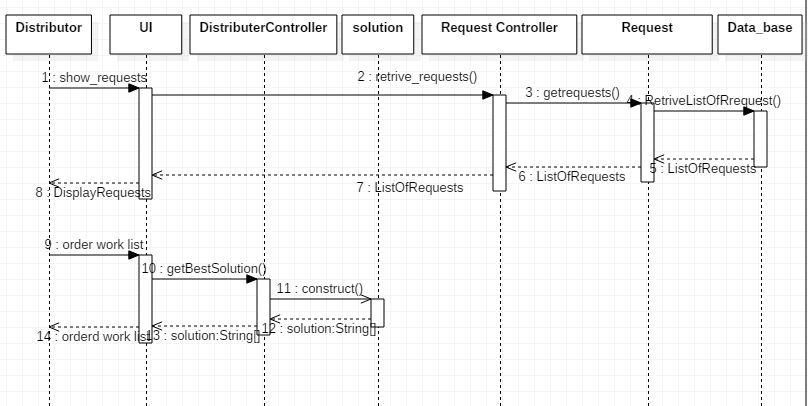 Distributor UI DistributerController solution Request Controller Request Data_base
1 : show_requests
2 : retrive_requests()
3 : getrequests()
4 : RetriveListOfRrequest()
5 : ListOfRequests
6 : ListOfRequests
7 : ListOfRequests
8 : DisplayRequests
9 : order work list
10 : getBestSolution()
11 : construct()
12 : solution:String[]
13 : solution:String[]
14 : orderd work list